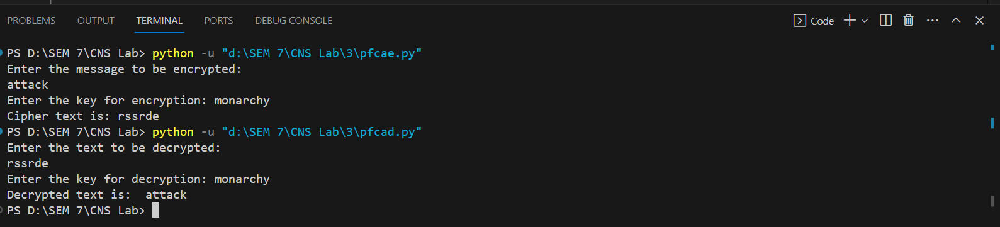 PROBLEMS OUTPUT TERMINAL PORTS DEBUG CONSOLE Code
PS D:\SEM 7\CNS Lab> python -u "d:\SEM 7\CNS Lab\3\pfcae.py"
Enter the message to be encrypted:
attack
Enter the key for encryption: monarchy
Cipher text is: rssrde
PS D:\SEM 7\CNS Lab> python -u "d:\SEM 7\CNS Lab\3\pfcad.py"
Enter the text to be decrypted:
rssrde
Enter the key for decryption: monarchy
Decrypted text is:  attack
PS D:\SEM 7\CNS Lab>